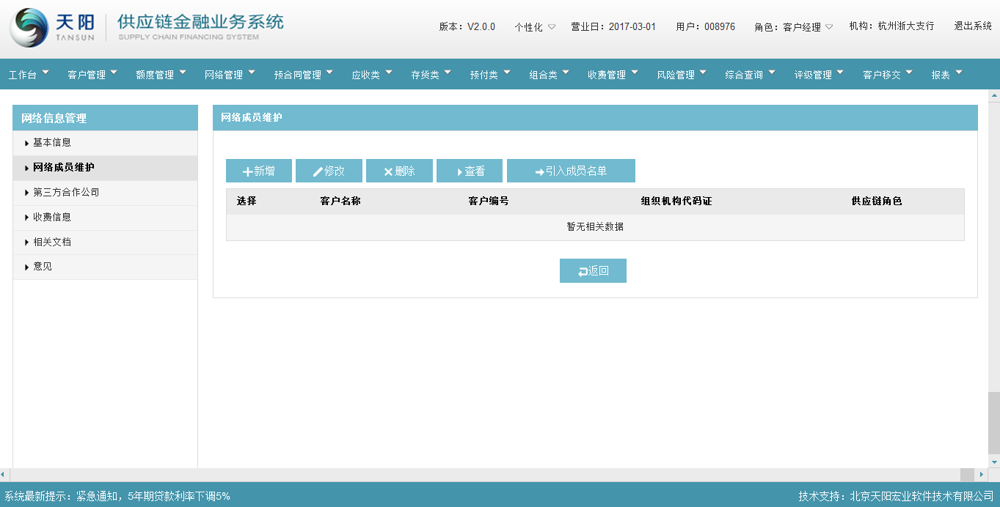 天阳 TANSUN 供应链金融业务系统 SUPPLY CHAIN FINANCING SYSTEM
版本：V2.0.0 个性化 营业日：2017-03-01 用户：008976 角色：客户经理 机构：杭州浙大支行 退出系统
工作台 客户管理 额度管理 网络管理 预合同管理 应收类 存货类 预付类 组合类 收费管理 风险管理 综合查询 评级管理 客户移交 报表
网络信息管理
基本信息
网络成员维护
第三方合作公司
收费信息
相关文档
意见
网络成员维护
新增 修改 删除 查看 引入成员名单
选择 客户名称 客户编号 组织机构代码证 供应链角色
暂无相关数据
返回
系统最新提示：紧急通知，5年期贷款利率下调5% 技术支持：北京天阳宏业软件技术有限公司